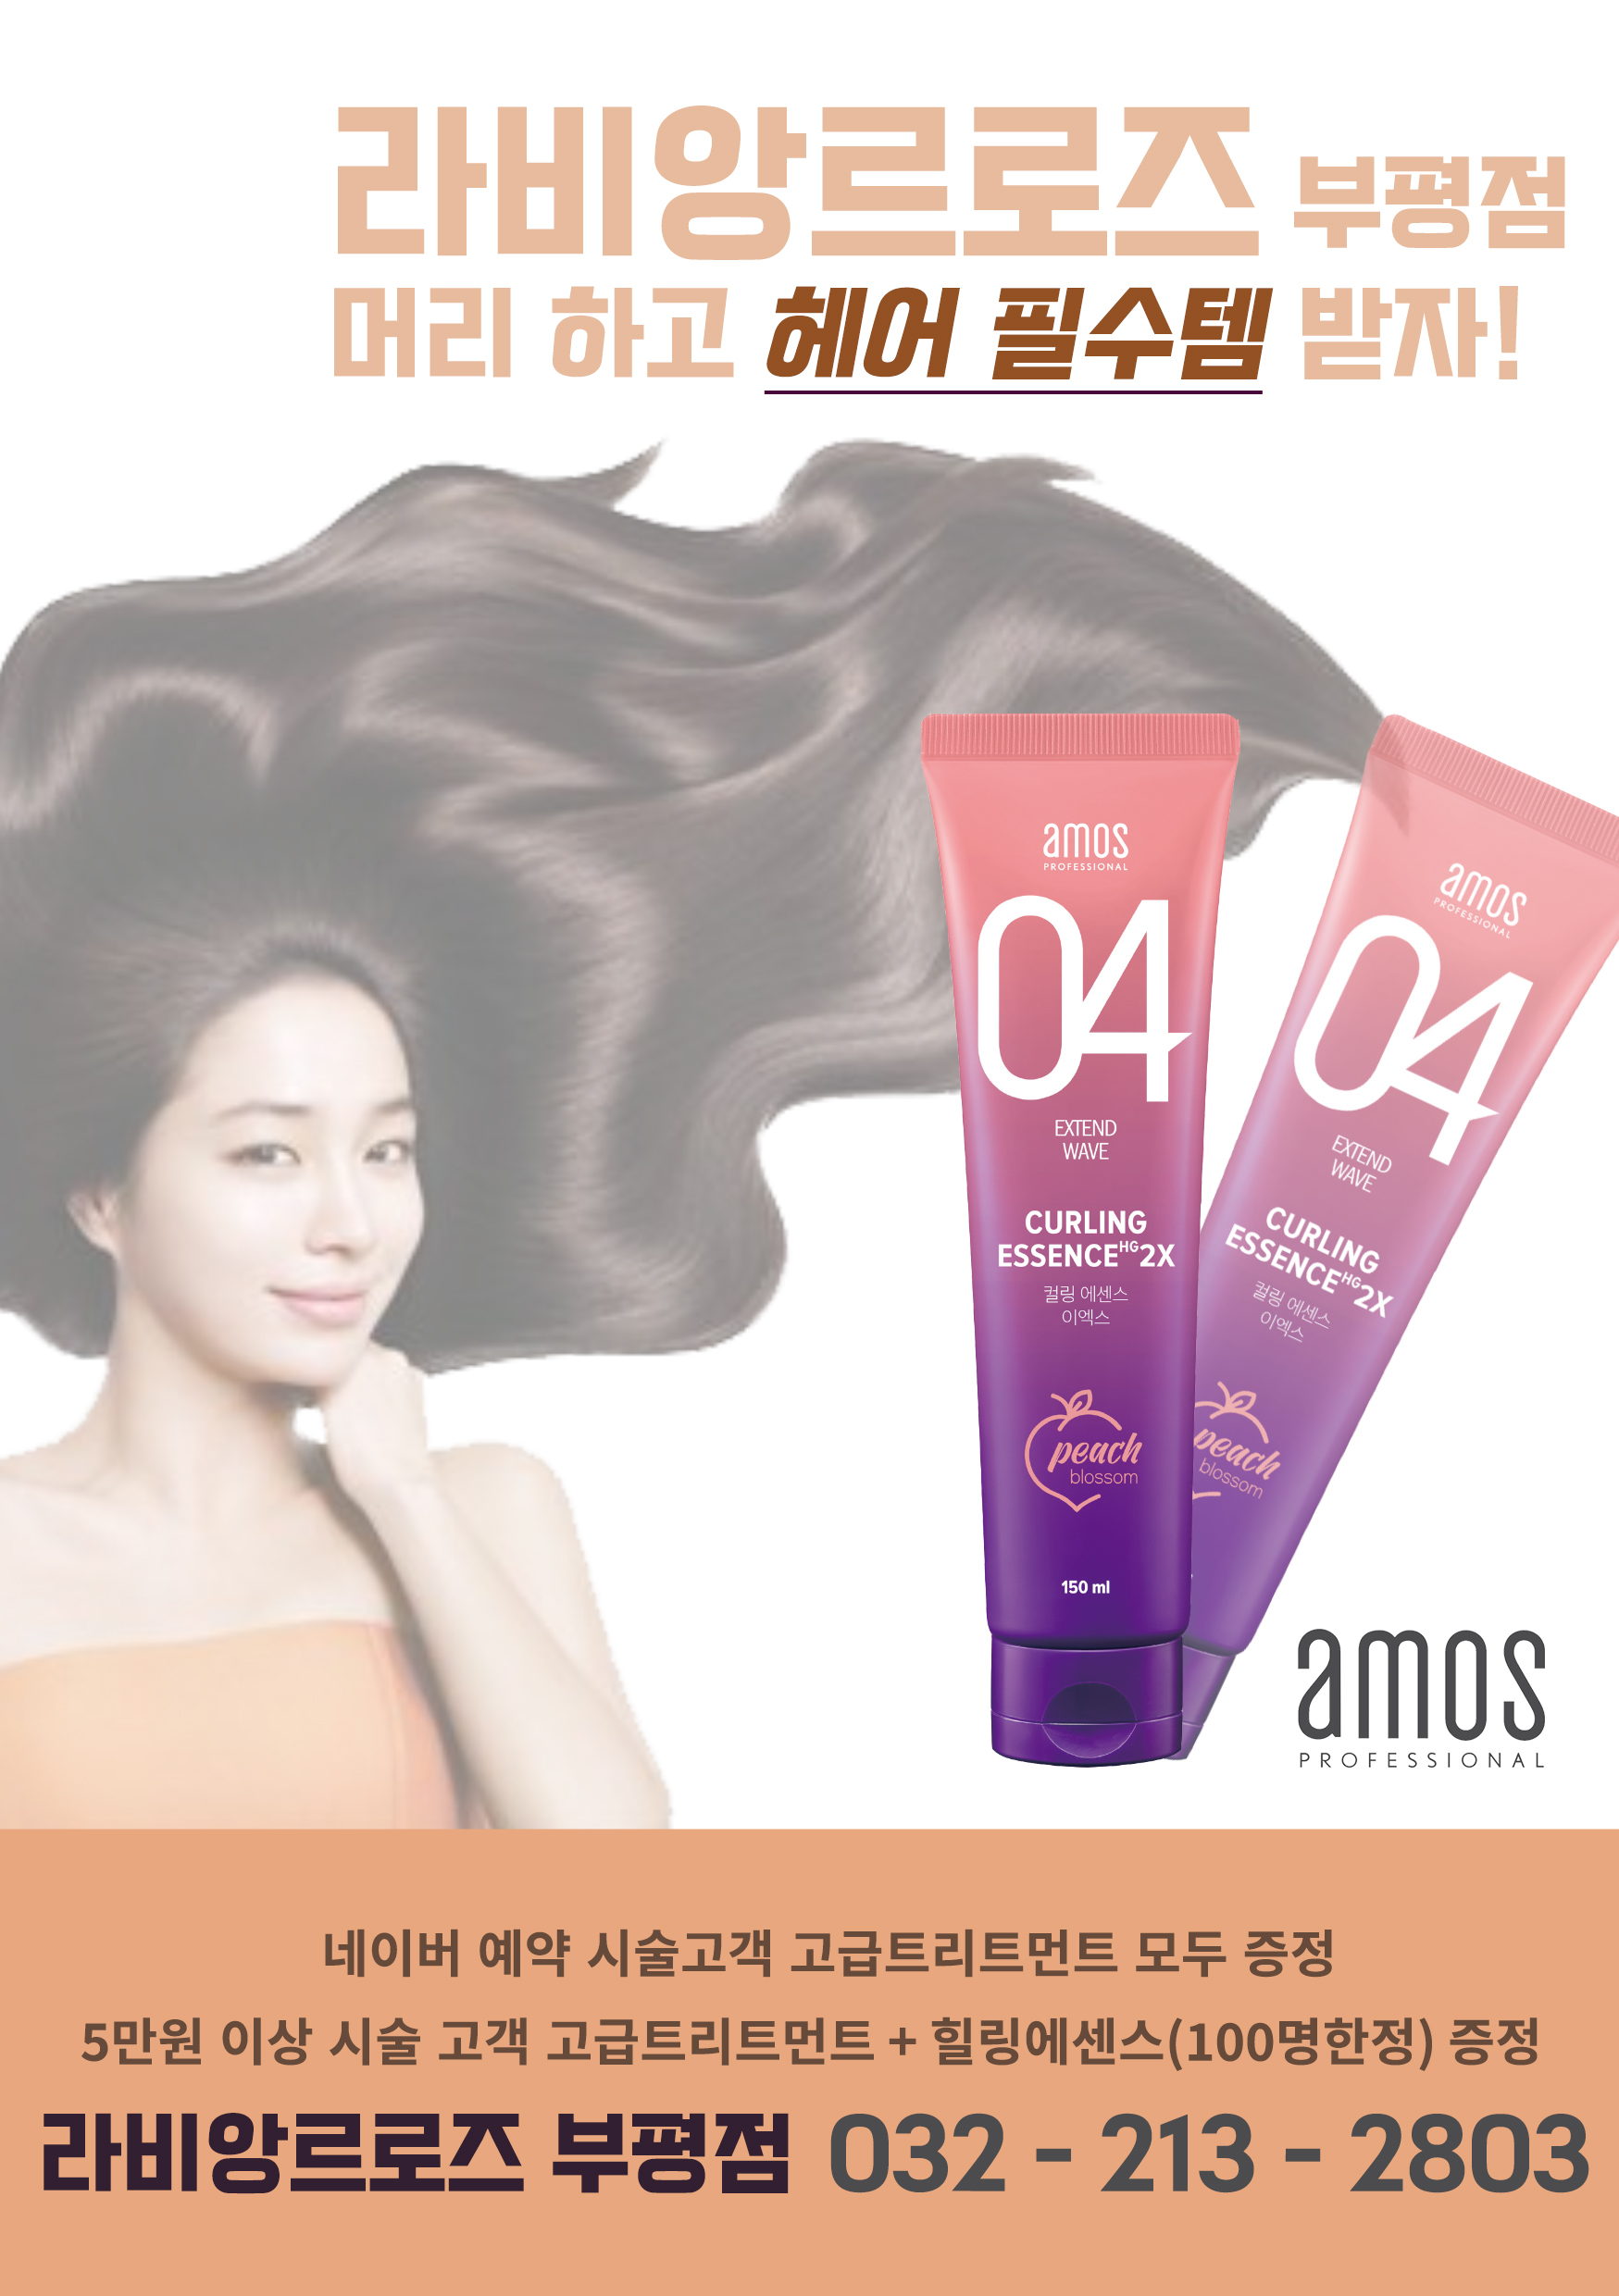 라비앙르로즈 부평점
머리 하고 헤어 필수템 받자!
amos
PROFESSIONAL
04
EXTEND
WAVE
CURLING
ESSENCE HG 2X
컬링 에센스
이엑스
peach
blossom
150 ml
amos
PROFESSIONAL
04
EXTEND
WAVE
CURLING
ESSENCE HG 2X
컬링 에센스
이엑스
peach
blossom
amos
PROFESSIONAL
네이버 예약 시술고객 고급트리트먼트 모두 증정
5만원 이상 시술 고객 고급트리트먼트 + 힐링에센스(100명한정) 증정
라비앙르로즈 부평점 032 - 213 - 2803